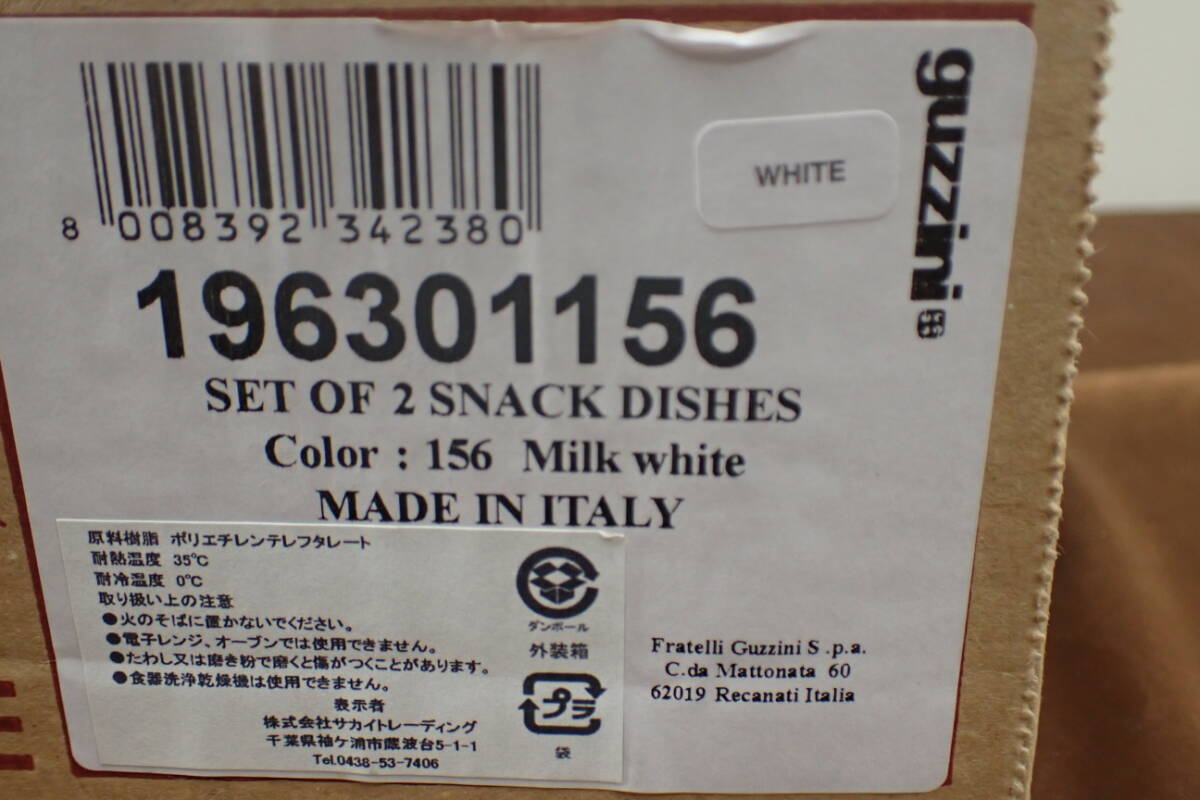 8 008392 342380
WHITE
guzzini
196301156
SET OF 2 SNACK DISHES
Color : 156 Milk white
MADE IN ITALY
原料樹脂 ポリエチレンテレフタレート
耐熱温度 35℃
耐冷温度 0℃
取り扱い上の注意
●火のそばに置かないでください。
●電子レンジ、オーブンでは使用できません。
●たわし又は磨き粉で磨くと傷がつくことがあります。
●食器洗浄乾燥機は使用できません。
表示者
株式会社サカイトレーディング
千葉県袖ケ浦市蔵波台5-1-1
Tel.0438-53-7406
ダンボール
外装箱
プラ
袋
Fratelli Guzzini S.p.a.
C.da Mattonata 60
62019 Recanati Italia